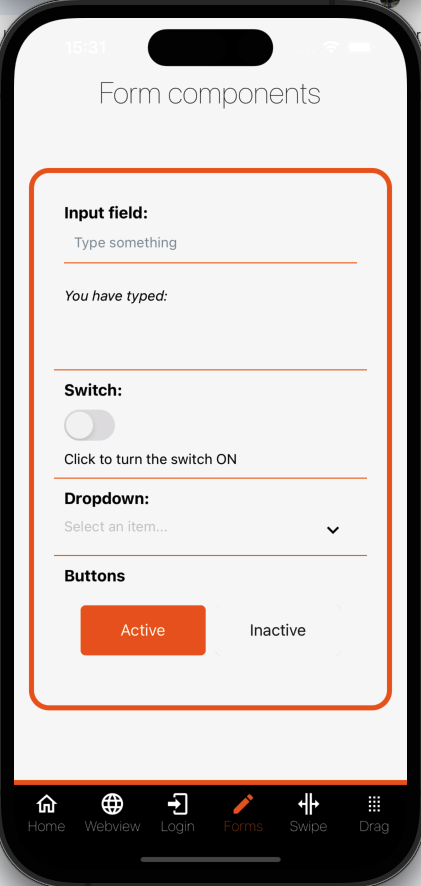 15:31
Form components
Input field:
Type something
You have typed:
Switch:
Click to turn the switch ON
Dropdown:
Select an item...
Buttons
Active Inactive
Home Webview Login Forms Swipe Drag